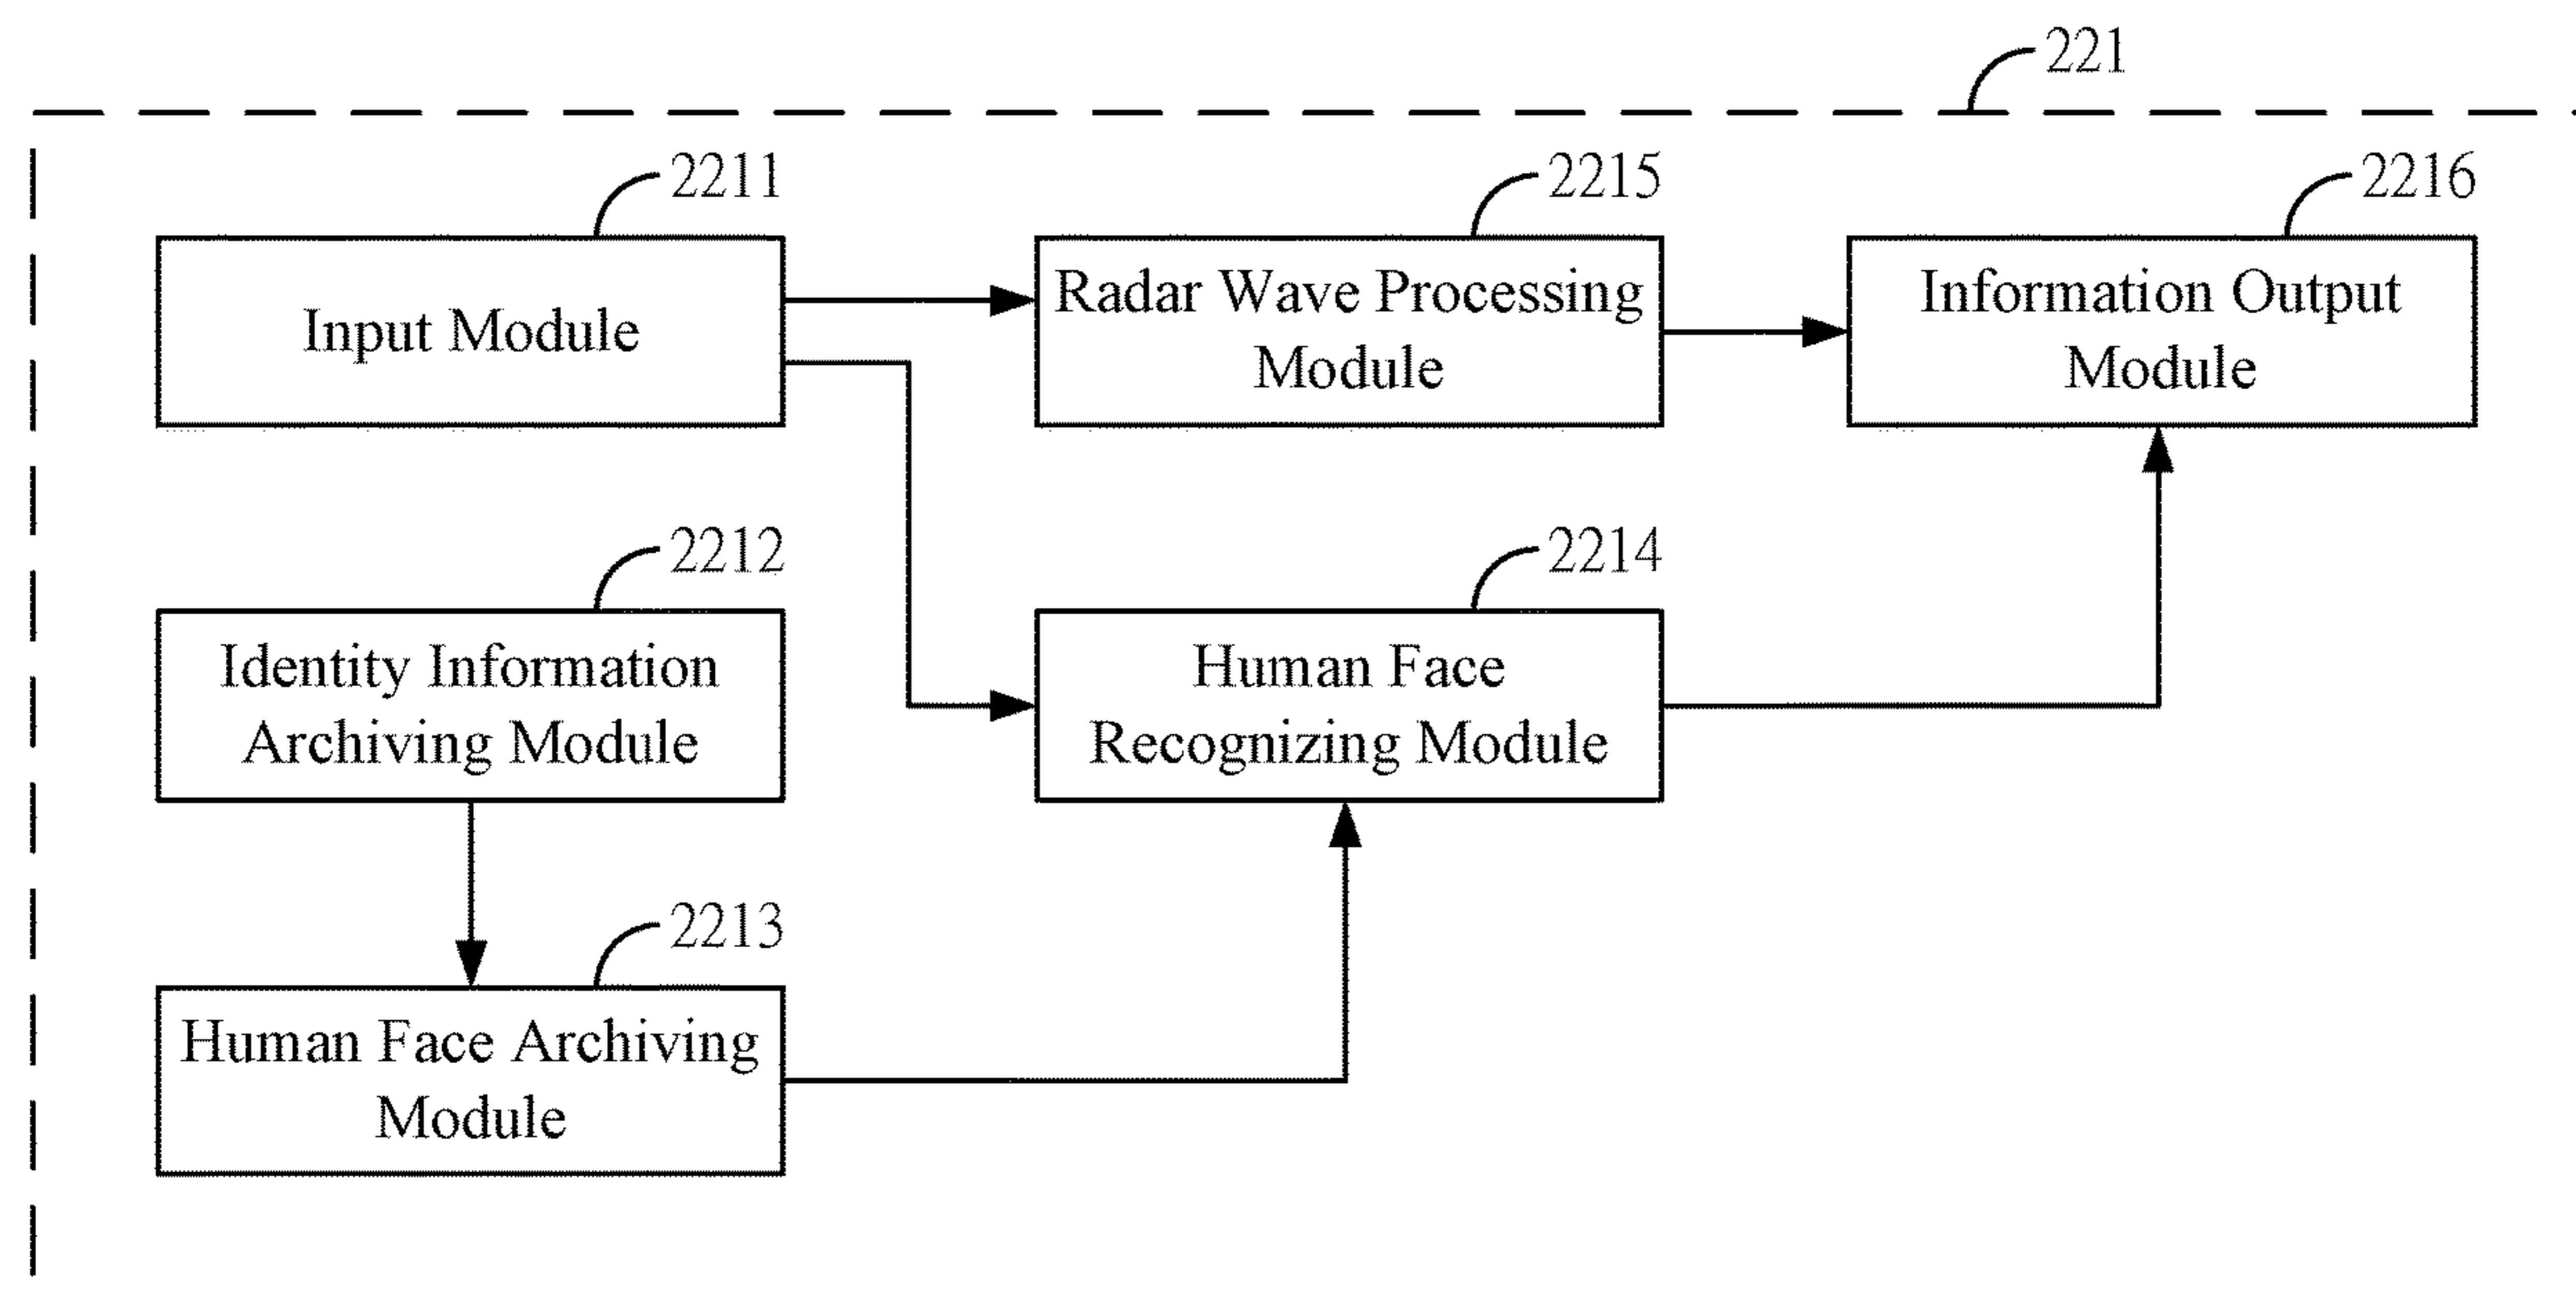 221
2211
2215
2216
Input Module
Radar Wave Processing
Module
Information Output
Module
2212
2214
Identity Information
Archiving Module
Human Face
Recognizing Module
2213
Human Face Archiving
Module